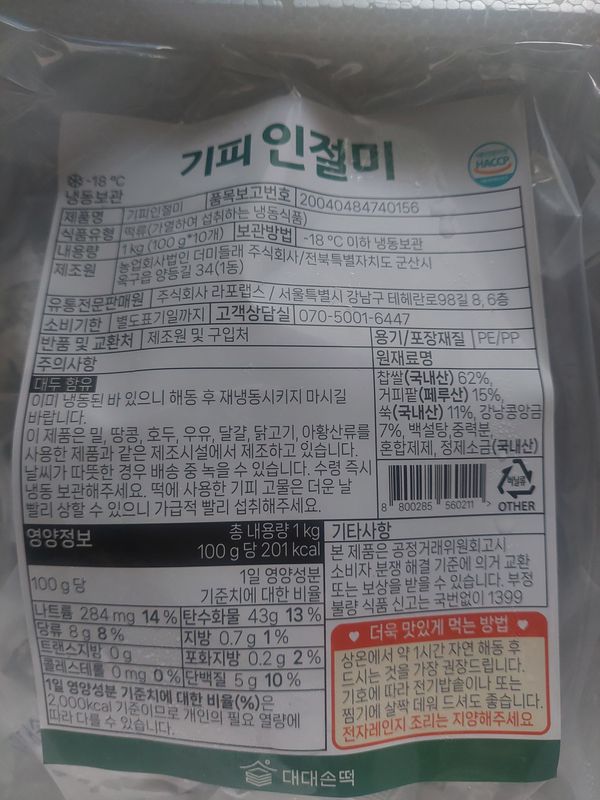 기피 인절미
HACCP
-18 ℃
냉동보관
품목보고번호 20040484740156
제품명 기피인절미
식품유형 떡류(가열하여 섭취하는 냉동식품)
내용량 1kg (100 g*10개) 보관방법 -18 ℃ 이하 냉동보관
제조원 농업회사법인 더미들래 주식회사/전북특별자치도 군산시
옥구읍 양등길 34(1동)
유통전문판매원 주식회사 라포랩스 / 서울특별시 강남구 테헤란로98길 8, 6층
소비기한 별도표기일까지 고객상담실 070-5001-6447
반품 및 교환처 제조원 및 구입처 용기/포장재질 PE/PP
주의사항
대두 함유
이미 냉동된 바 있으니 해동 후 재냉동시키지 마시길
바랍니다.
이 제품은 밀, 땅콩, 호두, 우유, 달걀, 닭고기, 아황산류를
사용한 제품과 같은 제조시설에서 제조하고 있습니다.
날씨가 따뜻한 경우 배송 중 녹을 수 있습니다. 수령 즉시
냉동 보관해주세요. 떡에 사용한 기피 고물은 더운 날
빨리 상할 수 있으니 가급적 빨리 섭취해주세요.
원재료명
찹쌀(국내산) 62%,
거피팥(페루산) 15%,
쑥(국내산) 11%, 강낭콩앙금
7%, 백설탕, 중력분,
혼합제제, 정제소금(국내산)
8 800285 560211 >
비닐류
OTHER
영양정보 총 내용량 1kg
100 g 당 201 kcal
100 g 당 1일 영양성분
기준치에 대한 비율
나트륨 284 mg 14 % 탄수화물 43g 13 %
당류 8 g 8 % 지방 0.7 g 1 %
트랜스지방 0 g 포화지방 0.2 g 2 %
콜레스테롤 0 mg 0 % 단백질 5 g 10 %
1일 영양성분 기준치에 대한 비율(%)은
2,000kcal 기준이므로 개인의 필요 열량에
따라 다를 수 있습니다.
기타사항
본 제품은 공정거래위원회고시
소비자 분쟁 해결 기준에 의거 교환
또는 보상을 받을 수 있습니다. 부정
불량 식품 신고는 국번없이 1399
♥ 더욱 맛있게 먹는 방법 ♥
상온에서 약 1시간 자연 해동 후
드시는 것을 가장 권장드립니다.
기호에 따라 전기밥솥이나 또는
찜기에 살짝 데워 드셔도 좋습니다.
전자레인지 조리는 지양해주세요
대대손떡